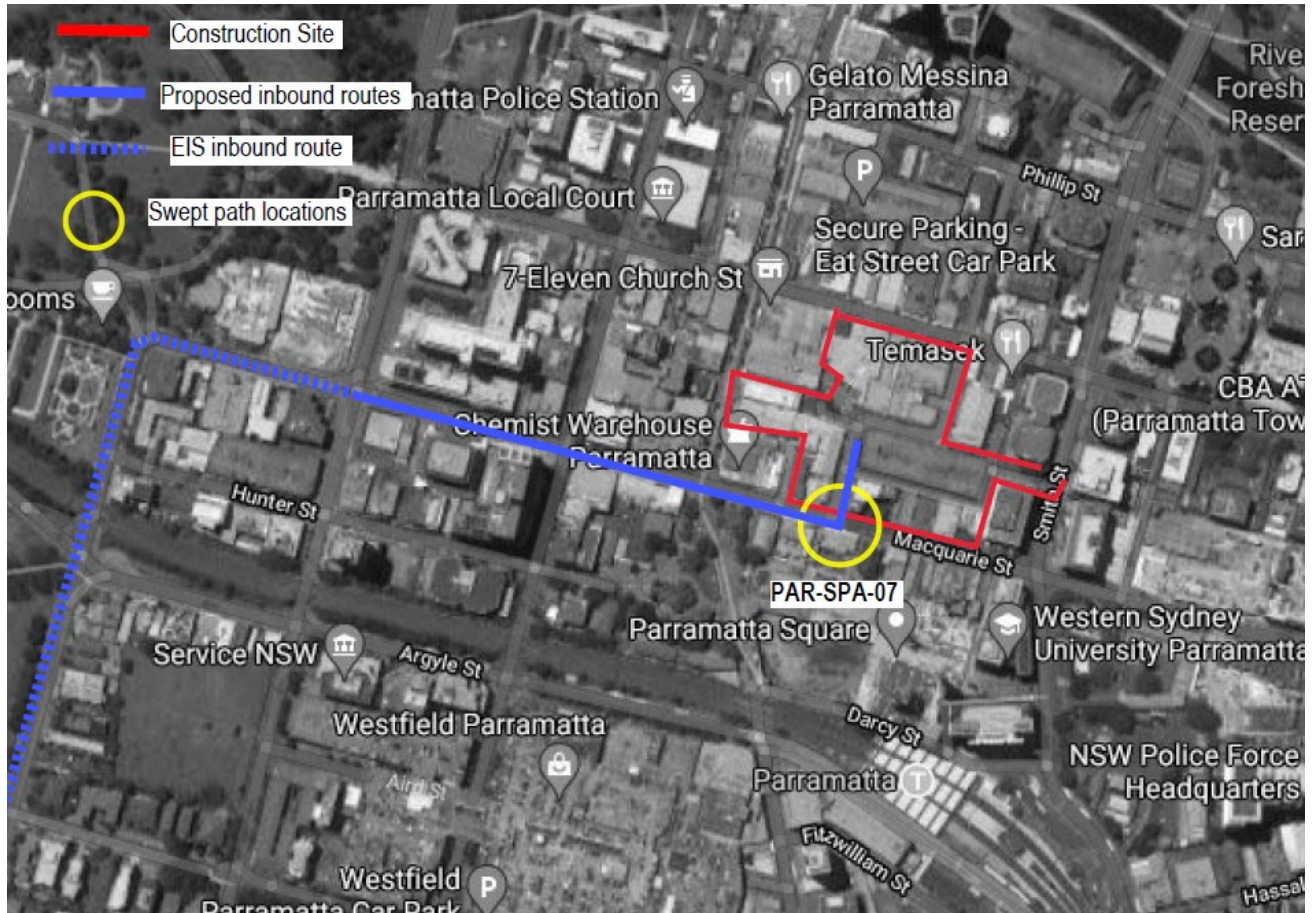 Construction Site
Proposed inbound routes
EIS inbound route
Swept path locations
matta Police Station
Gelato Messina
Parramatta
Rive
Foresh
Reser
Parramatta Local Court
P
Phillip St
Secure Parking -
Eat Street Car Park
Sar
7-Eleven Church St
ooms
Temasek
CBA AT
(Parramatta Tow
Chemist Warehouse
Parramatta
Hunter St
Smith St
Macquarie St
PAR-SPA-07
Parramatta Square
Western Sydney
University Parramatta
Service NSW
Argyle St
Westfield Parramatta
Darcy St
NSW Police Force
Headquarters
Parramatta
T
Aird St
Fitzwilliam St
Westfield
Parramatta Car Park
P
Hassal